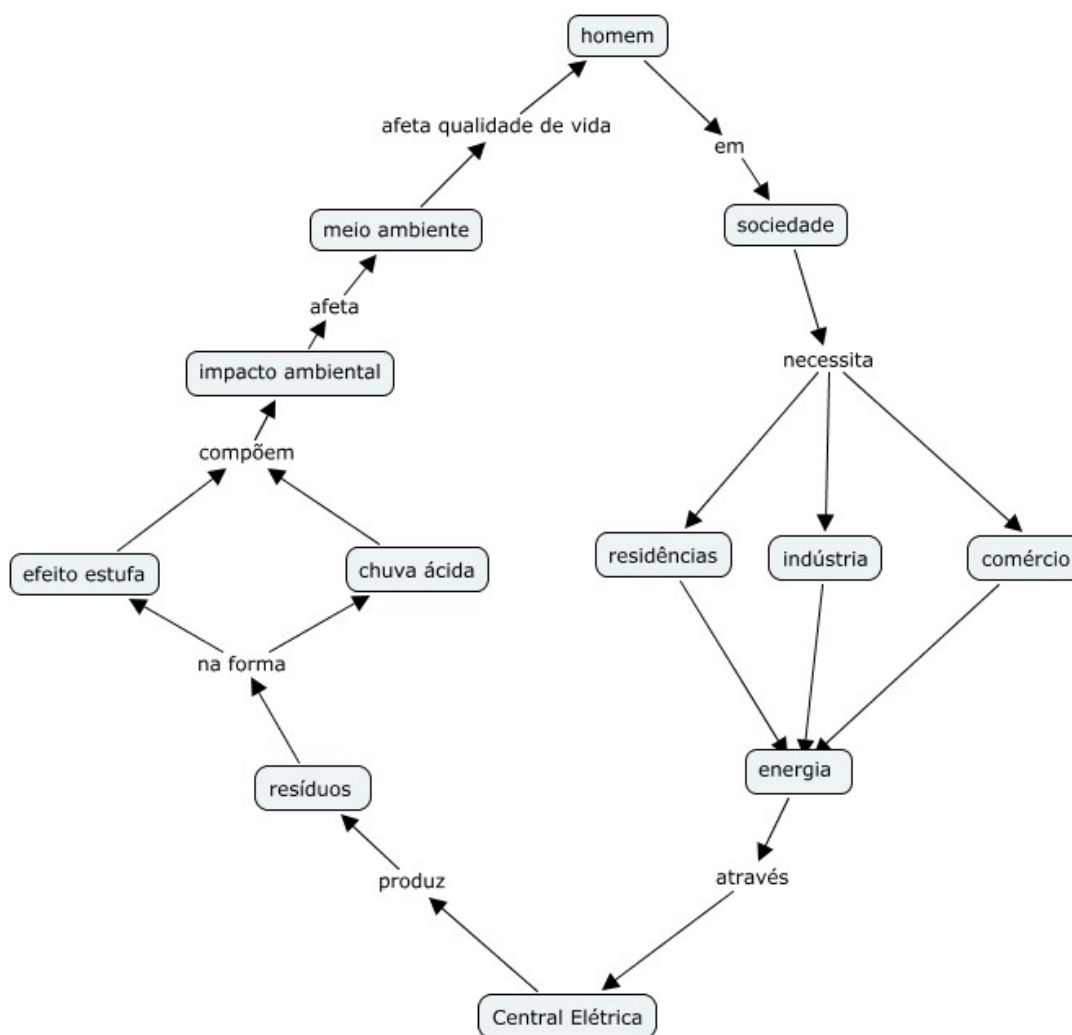 homem
afeta qualidade de vida
em
meio ambiente
sociedade
afeta
necessita
impacto ambiental
compõem
residências
indústria
comércio
efeito estufa
chuva ácida
na forma
energia
resíduos
através
produz
Central Elétrica